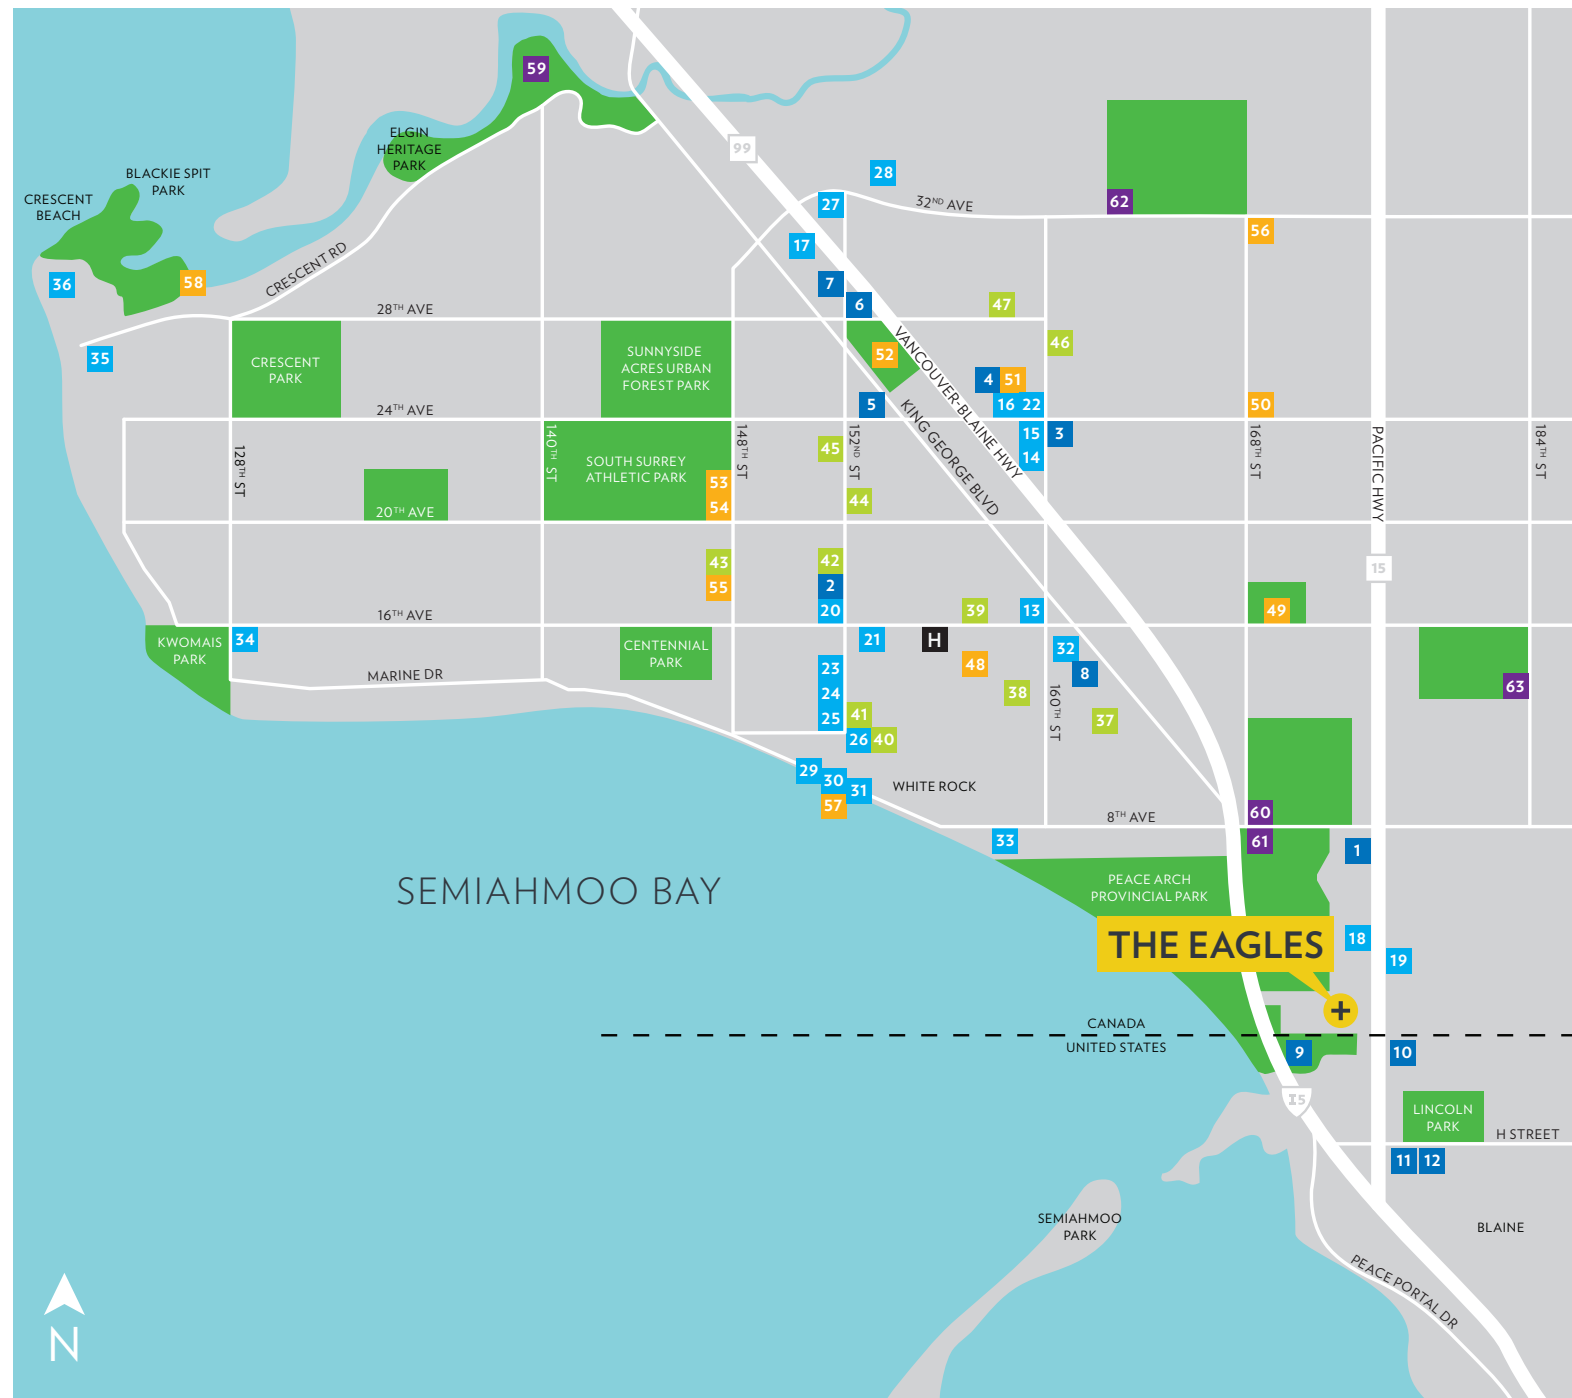 59
99
ELGIN
HERITAGE
PARK
BLACKIE SPIT
PARK
CRESCENT
BEACH
28
27
32ND AVE
62
56
17
36
58
CRESCENT RD
7
6
47
28TH AVE
46
VANCOUVER-BLAINE HWY
35
CRESCENT
PARK
SUNNYSIDE
ACRES URBAN
FOREST PARK
52
4
51
5
16
22
50
24TH AVE
KING GEORGE BLVD
128TH ST
140TH ST
148TH ST
152ND ST
168TH ST
PACIFIC HWY
184TH ST
45
15
3
14
SOUTH SURREY
ATHLETIC PARK
53
54
44
20TH AVE
43
55
42
2
20
15
39
13
49
16TH AVE
KWOMAIS
PARK
34
CENTENNIAL
PARK
21
H
32
48
8
MARINE DR
23
24
25
38
160TH ST
37
63
41
26
40
29
30
31
57
WHITE ROCK
60
8TH AVE
33
61
1
PEACE ARCH
PROVINCIAL PARK
SEMIAHMOO BAY
THE EAGLES
18
19
+
CANADA
UNITED STATES
9
10
I5
LINCOLN
PARK
H STREET
11
12
SEMIAHMOO
PARK
BLAINE
PEACE PORTAL DR
N